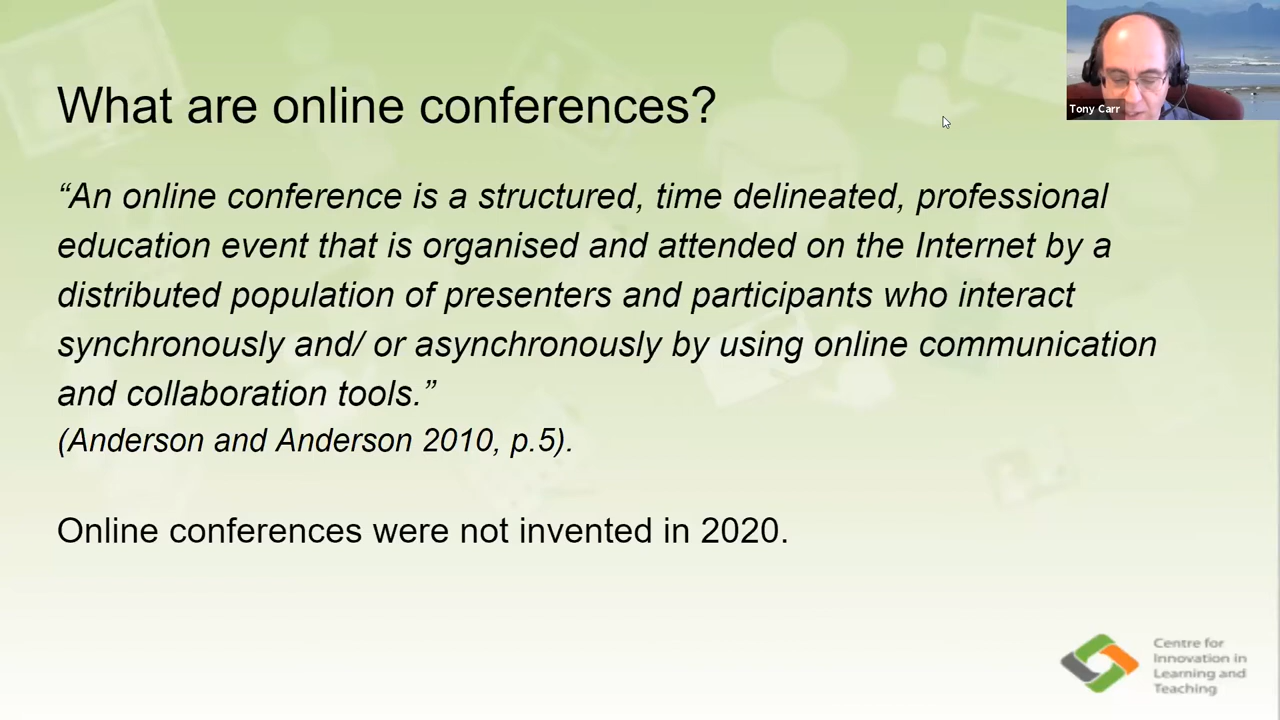 What are online conferences?
Tony Carr
“An online conference is a structured, time delineated, professional
education event that is organised and attended on the Internet by a
distributed population of presenters and participants who interact
synchronously and/ or asynchronously by using online communication
and collaboration tools.”
(Anderson and Anderson 2010, p.5).
Online conferences were not invented in 2020.
Centre for
Innovation in
Learning and
Teaching